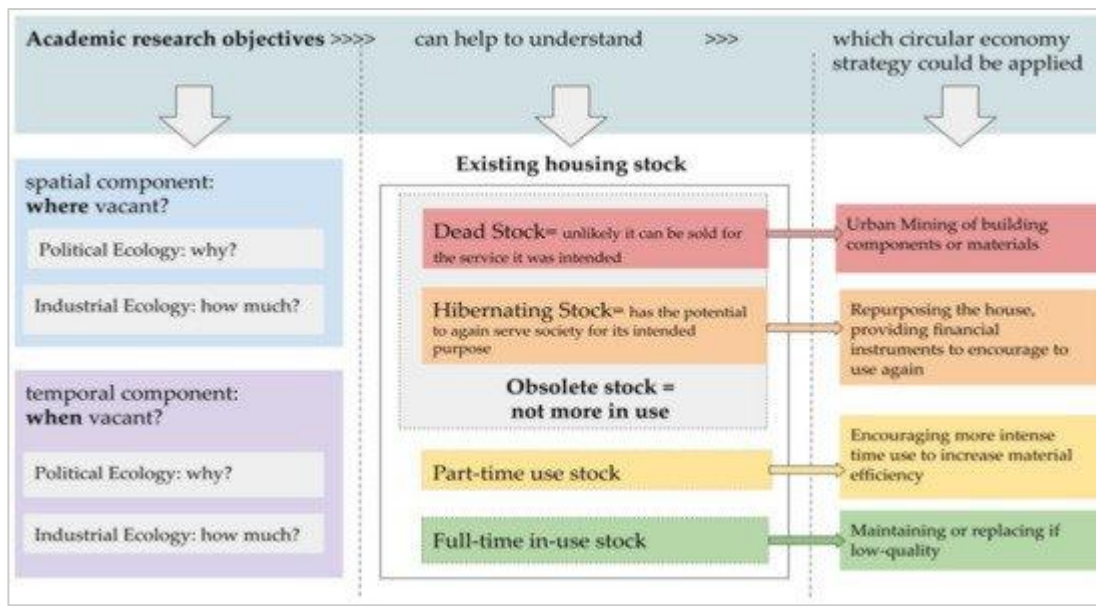 Academic research objectives >>>>
can help to understand >>>
which circular economy
strategy could be applied
spatial component:
where vacant?
Political Ecology: why?
Industrial Ecology: how much?
temporal component:
when vacant?
Political Ecology: why?
Industrial Ecology: how much?
Existing housing stock
Dead Stock= unlikely it can be sold for
the service it was intended
Hibernating Stock= has the potential
to again serve society for its intended
purpose
Obsolete stock =
not more in use
Part-time use stock
Full-time in-use stock
Urban Mining of building
components or materials
Repurposing the house,
providing financial
instruments to encourage to
use again
Encouraging more intense
time use to increase material
efficiency
Maintaining or replacing if
low-quality